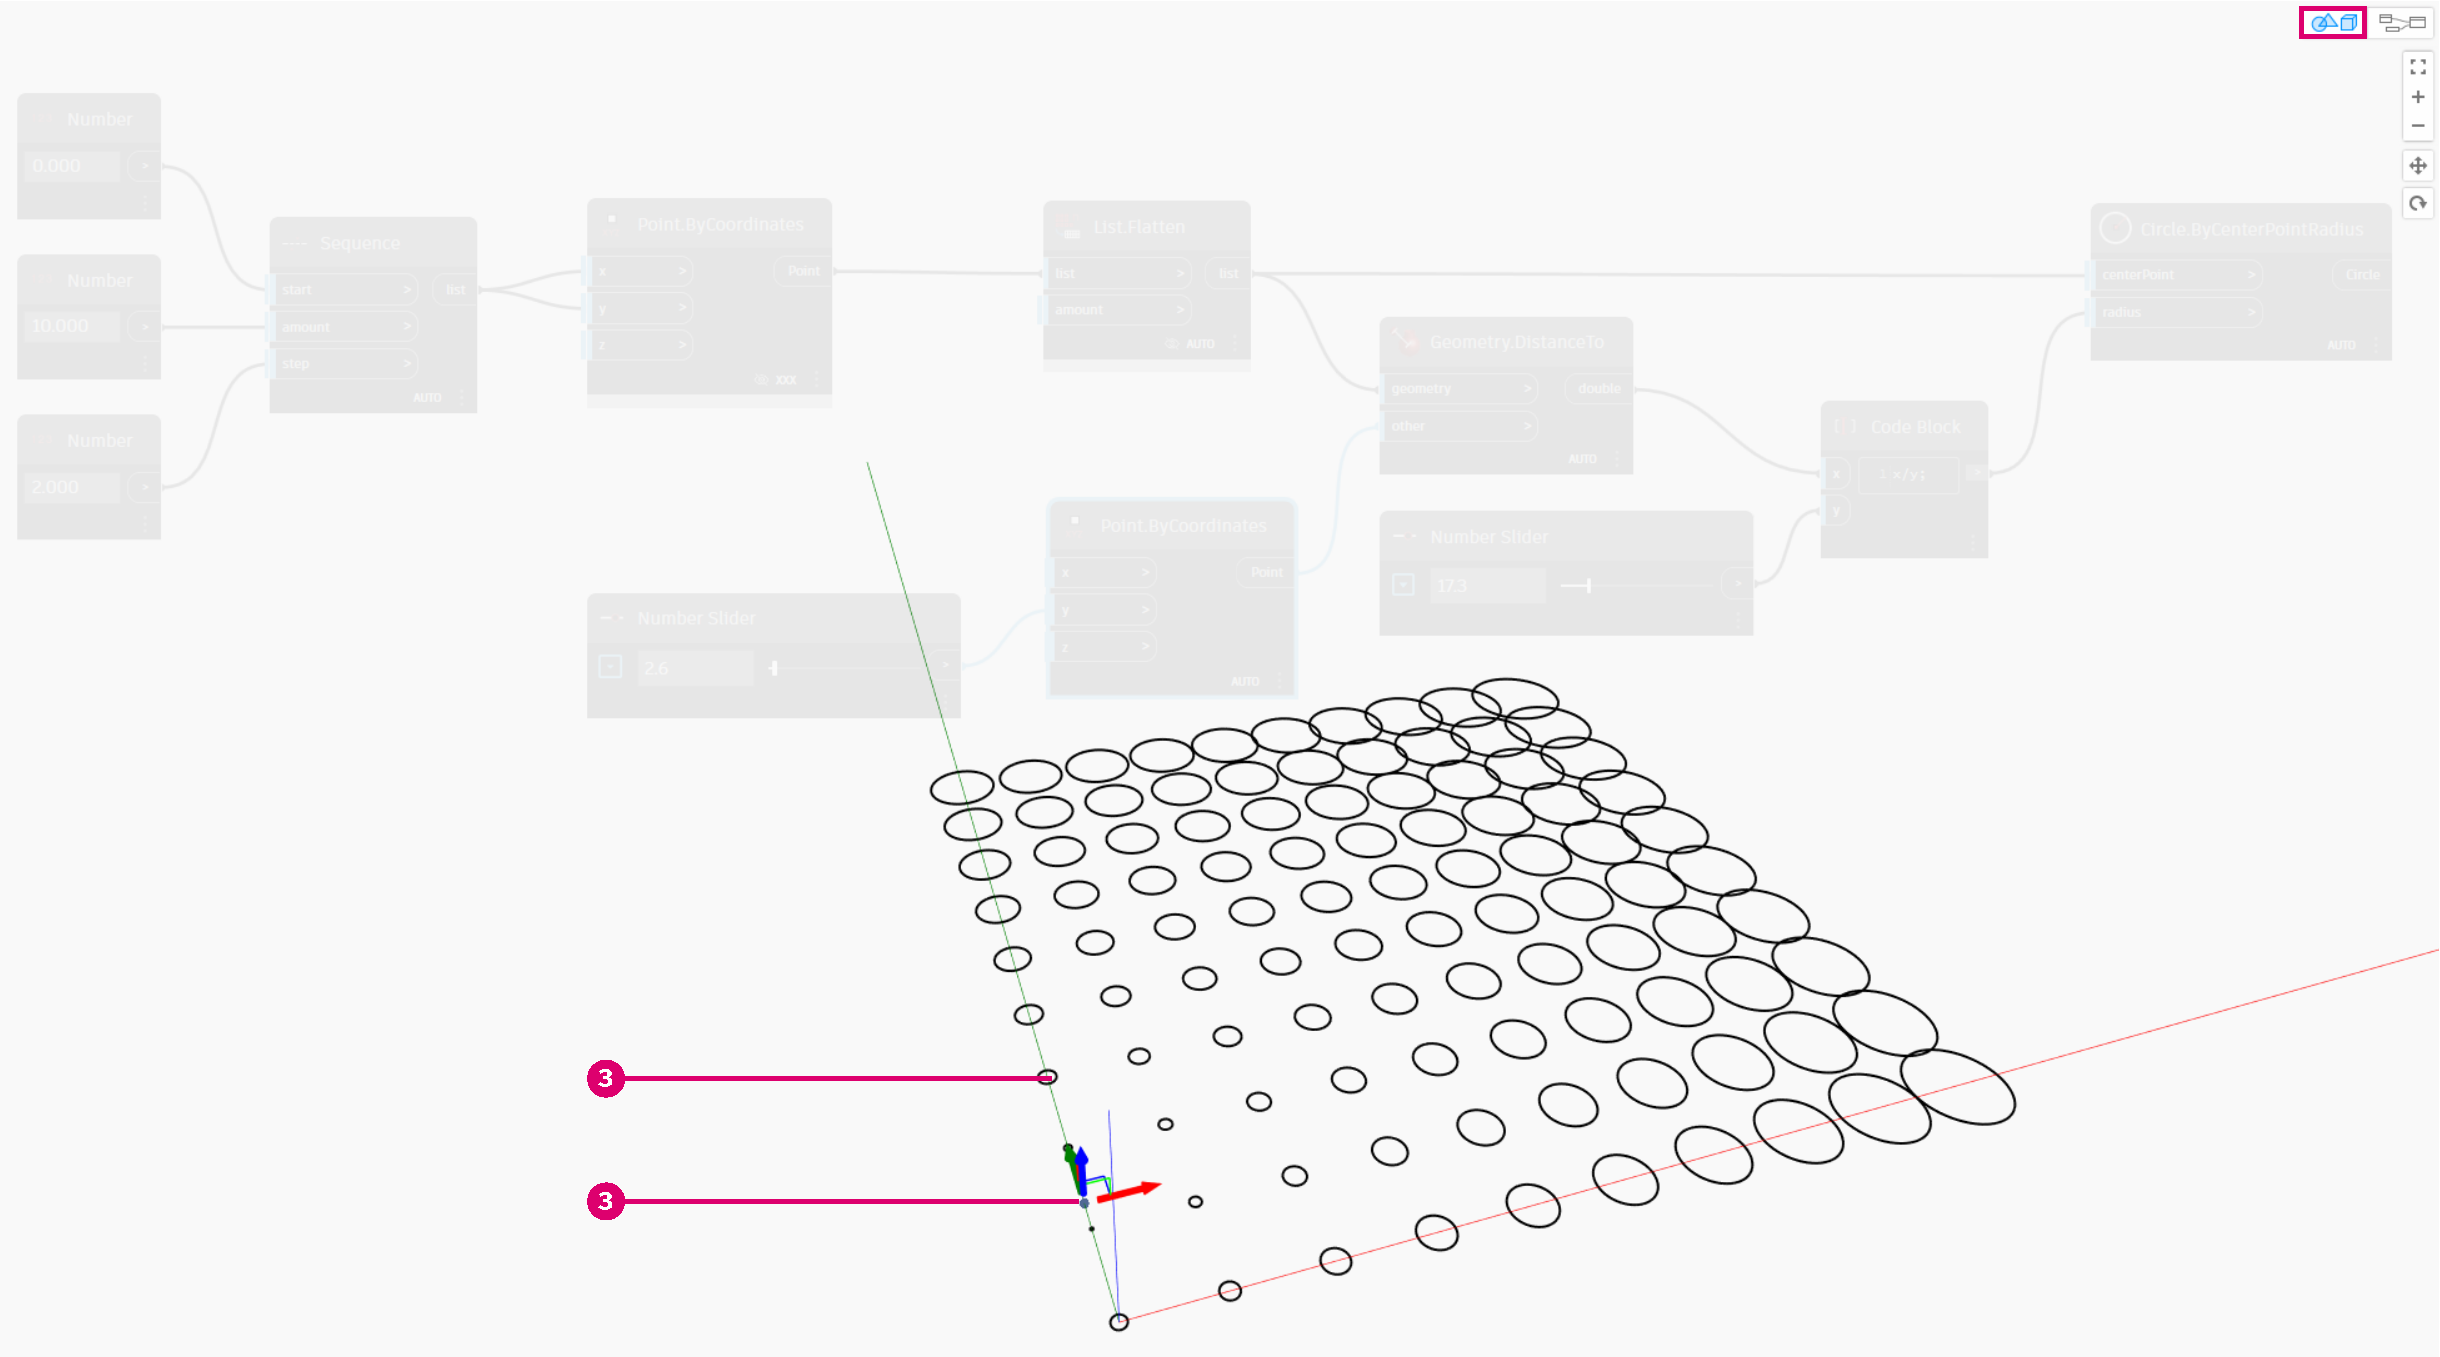 Number
0.000 >
Number
10.000 >
Number
2.000 >
Sequence
start > list
amount >
step >
AUTO
Point.ByCoordinates
x > Point
y >
z >
XXX
List.Flatten
list > list
amount >
AUTO
Geometry.DistanceTo
geometry > double
other >
AUTO
Circle.ByCenterPointRadius
centerPoint > Circle
radius >
AUTO
Code Block
x 1 x/y; >
y
Point.ByCoordinates
x > Point
y >
z >
AUTO
Number Slider
17.3 >
Number Slider
2.6 >
3
3